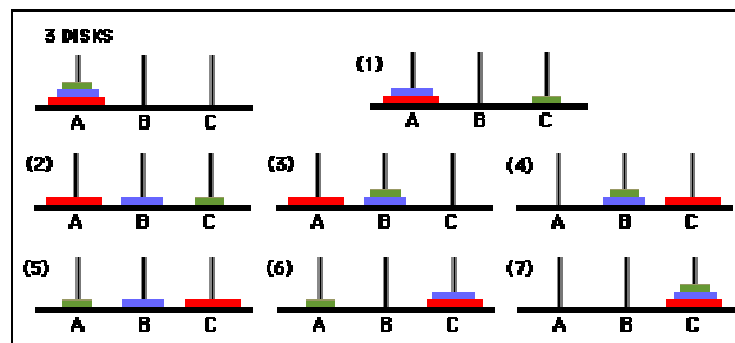 3 DISKS
A B C
(1)
A B C
(2)
A B C
(3)
A B C
(4)
A B C
(5)
A B C
(6)
A B C
(7)
A B C